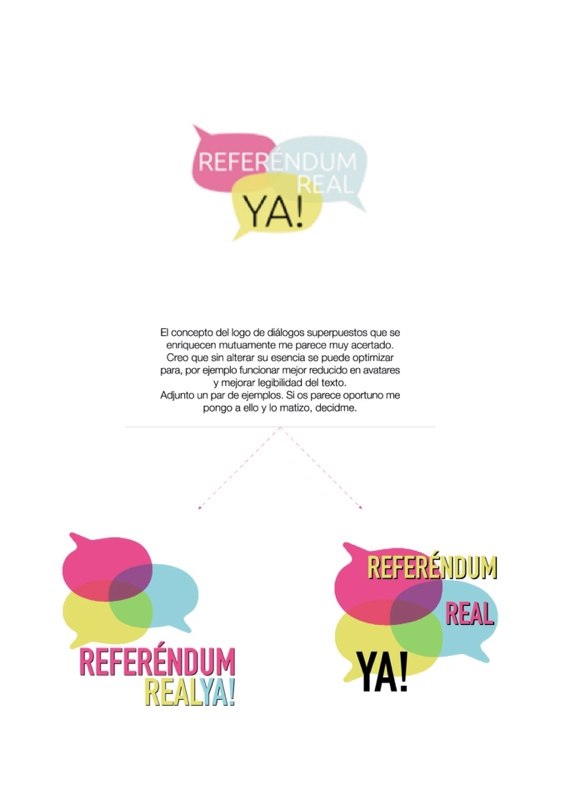 REFERÉNDUM
REAL
YA!
El concepto del logo de diálogos superpuestos que se
enriquecen mutuamente me parece muy acertado.
Creo que sin alterar su esencia se puede optimizar
para, por ejemplo funcionar mejor reducido en avatares
y mejorar legibilidad del texto.
Adjunto un par de ejemplos. Si os parece oportuno me
pongo a ello y lo matizo, decidme.
REFERÉNDUM
REALYA!
REFERÉNDUM
REAL
YA!